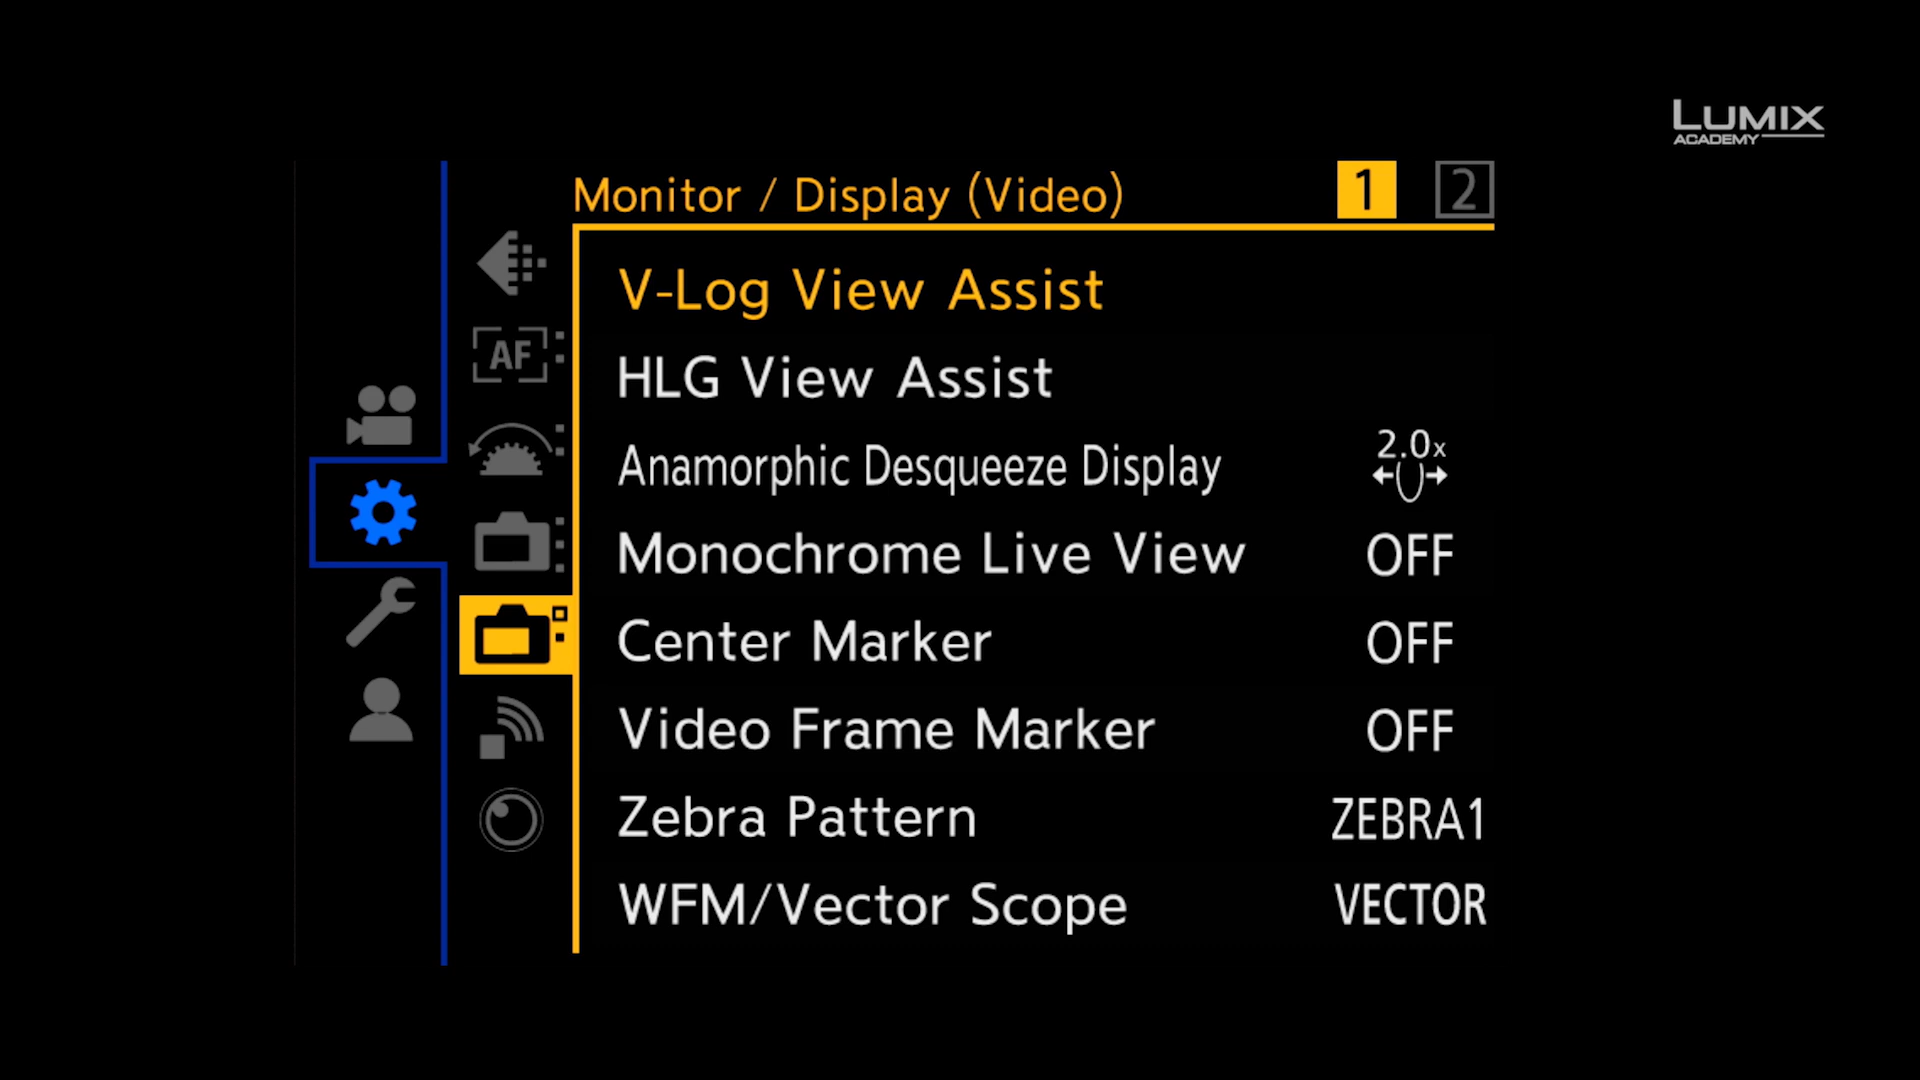 LUMIX
ACADEMY
Monitor / Display (Video) 1 2
V-Log View Assist
HLG View Assist
Anamorphic Desqueeze Display 2.0x
Monochrome Live View OFF
Center Marker OFF
Video Frame Marker OFF
Zebra Pattern ZEBRA1
WFM/Vector Scope VECTOR
AF